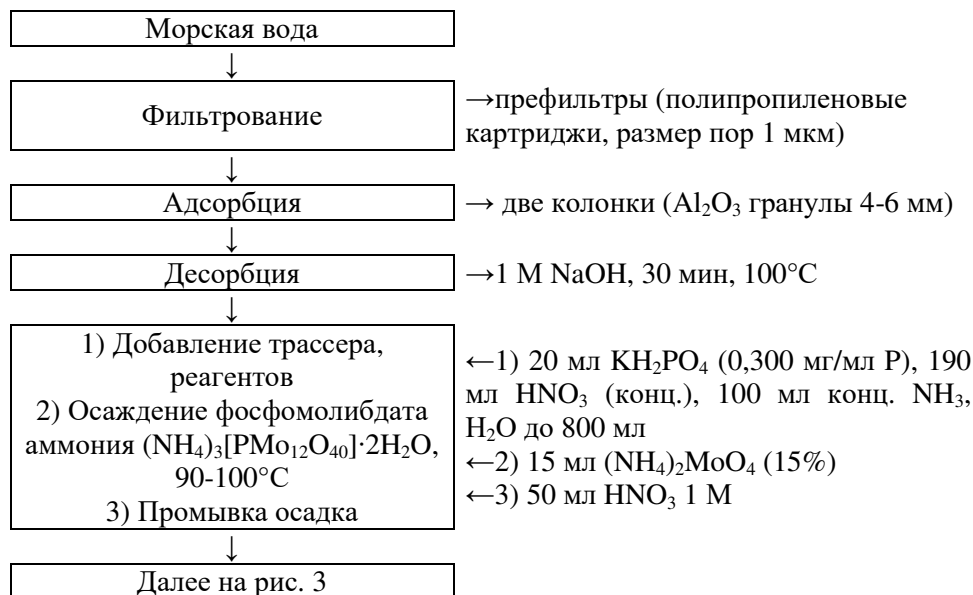 Морская вода
↓
Фильтрование
→префильтры (полипропиленовые
картриджи, размер пор 1 мкм)
↓
Адсорбция
→ две колонки (Al₂O₃ гранулы 4-6 мм)
↓
Десорбция
→1 М NaOH, 30 мин, 100°С
↓
1) Добавление трассера,
реагентов
2) Осаждение фосфомолибдата
аммония (NH₄)₃[PMo₁₂O₄₀]·2H₂O,
90-100°С
3) Промывка осадка
←1) 20 мл KH₂PO₄ (0,300 мг/мл P), 190
мл HNO₃ (конц.), 100 мл конц. NH₃,
H₂O до 800 мл
←2) 15 мл (NH₄)₂MoO₄ (15%)
←3) 50 мл HNO₃ 1 М
↓
Далее на рис. 3